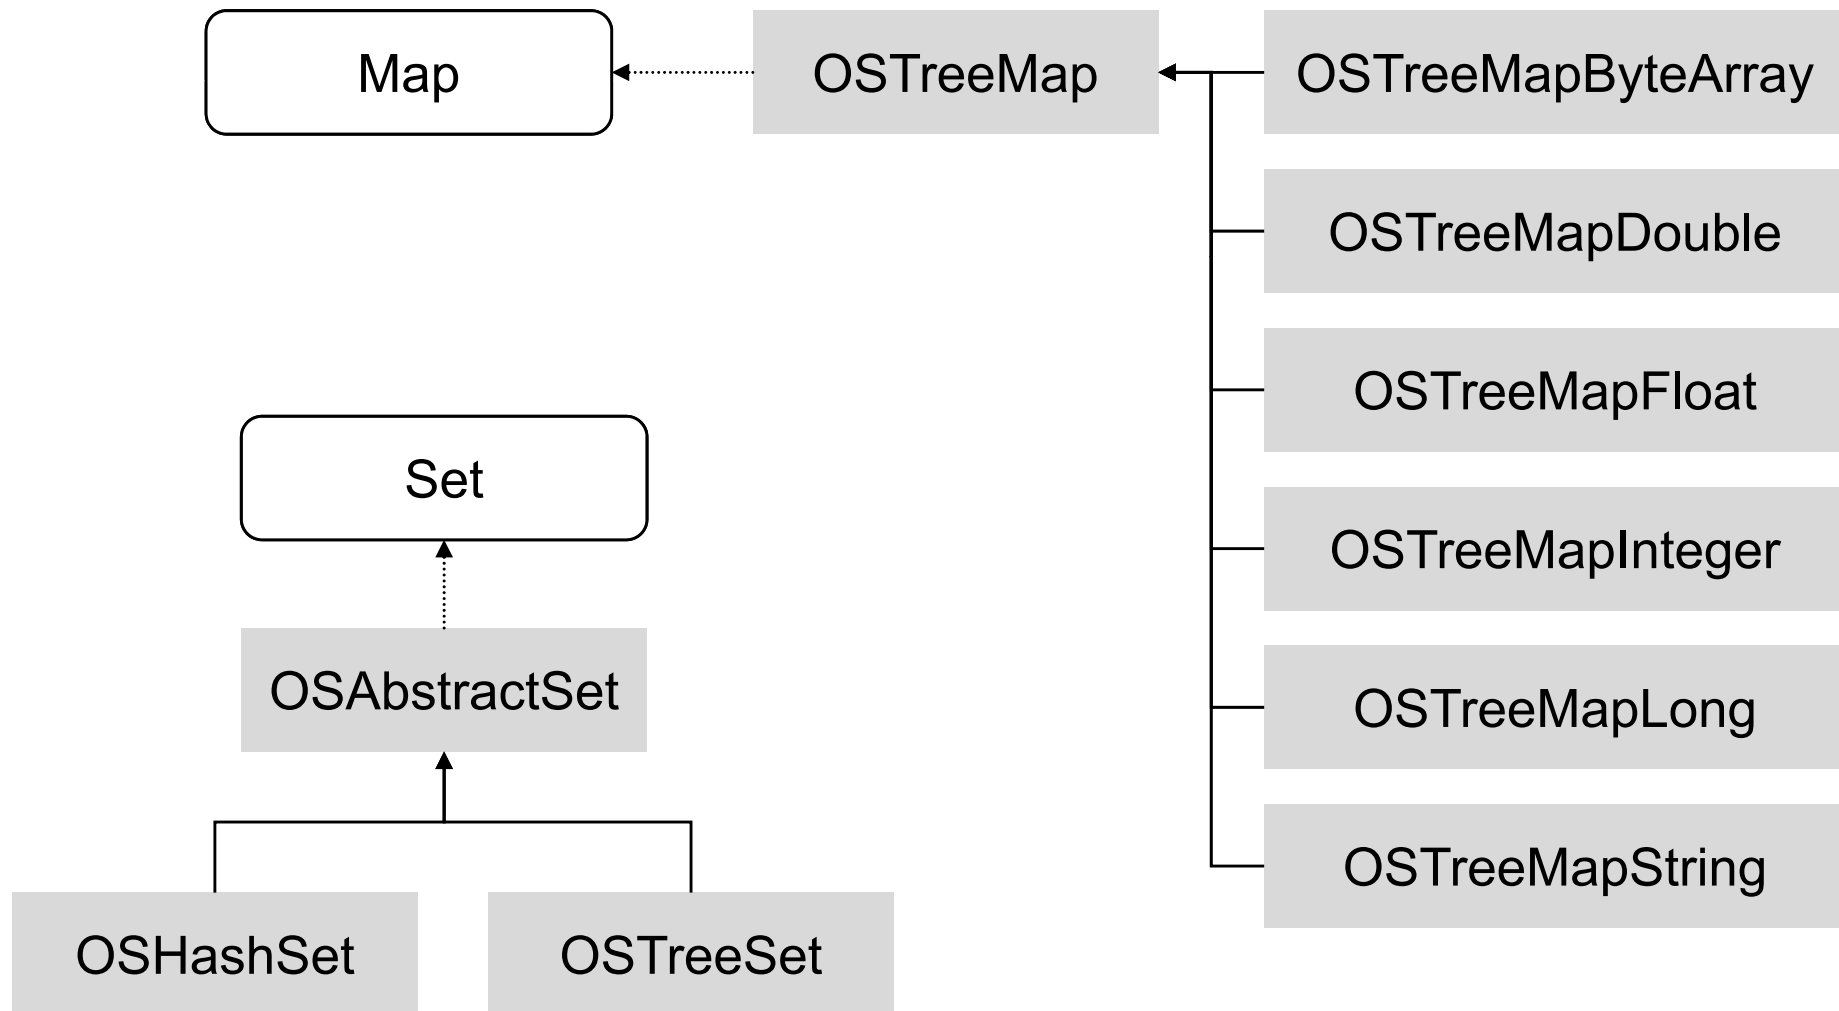 Map
OSTreeMap
OSTreeMapByteArray
OSTreeMapDouble
OSTreeMapFloat
Set
OSTreeMapInteger
OSAbstractSet
OSTreeMapLong
OSTreeMapString
OSHashSet
OSTreeSet